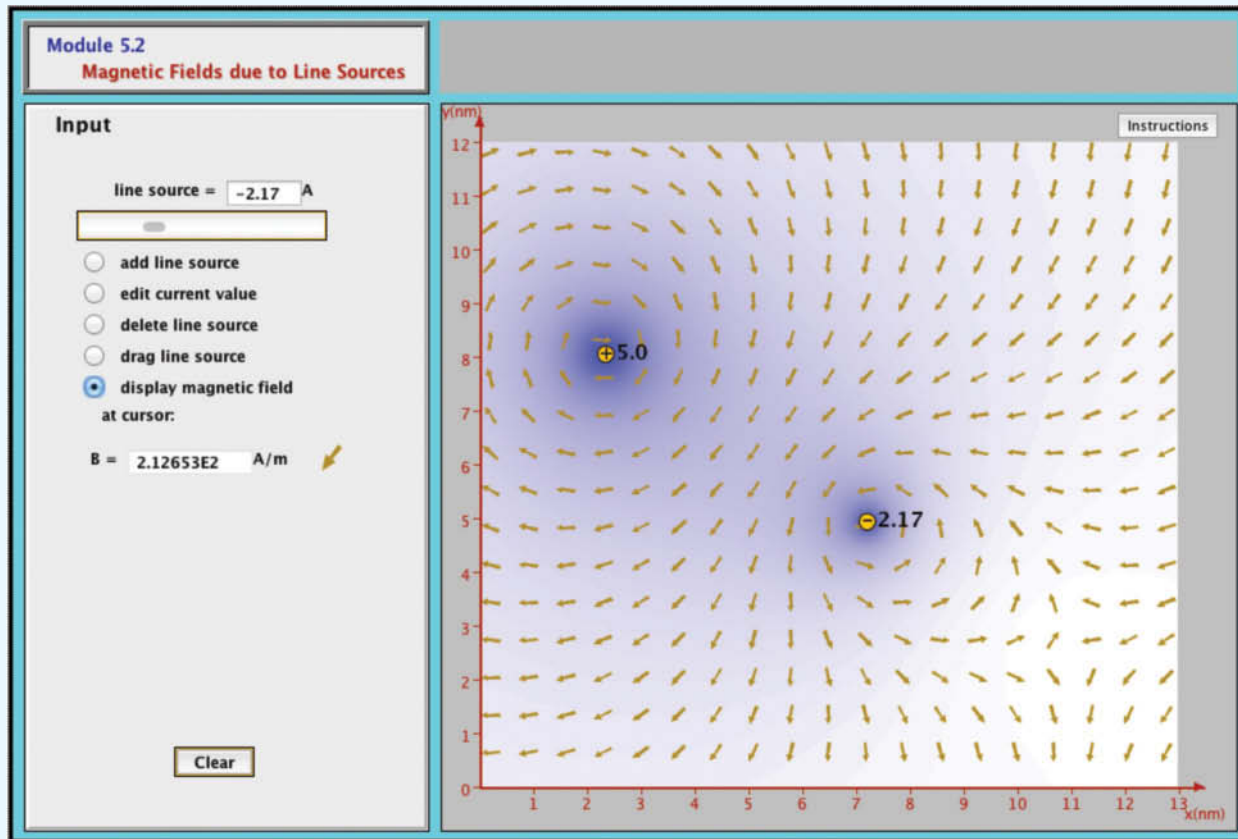 Module 5.2
Magnetic Fields due to Line Sources
Input
line source = -2.17 A
add line source
edit current value
delete line source
drag line source
display magnetic field
at cursor:
B = 2.12653E2 A/m
Clear
y(nm)
Instructions
12
11
10
9
8
7
6
5
4
3
2
1
0
+ 5.0
− 2.17
1 2 3 4 5 6 7 8 9 10 11 12 13
x(nm)